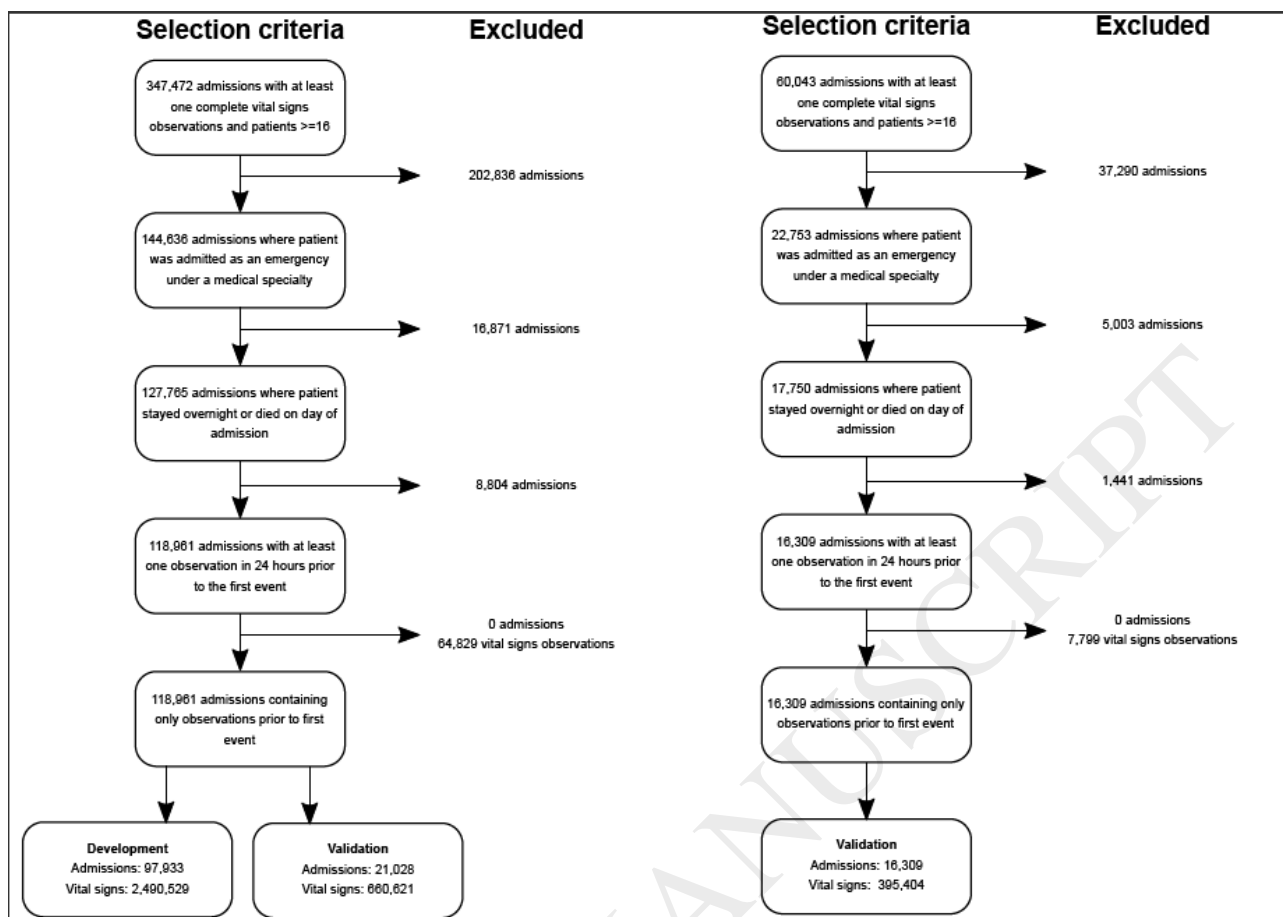 Selection criteria
Excluded
347,472 admissions with at least
one complete vital signs
observations and patients >=16
202,836 admissions
144,636 admissions where patient
was admitted as an emergency
under a medical specialty
16,871 admissions
127,765 admissions where patient
stayed overnight or died on day of
admission
8,804 admissions
118,961 admissions with at least
one observation in 24 hours prior
to the first event
0 admissions
64,829 vital signs observations
118,961 admissions containing
only observations prior to first
event
Development
Admissions: 97,933
Vital signs: 2,490,529
Validation
Admissions: 21,028
Vital signs: 660,621
Selection criteria
Excluded
60,043 admissions with at least
one complete vital signs
observations and patients >=16
37,290 admissions
22,753 admissions where patient
was admitted as an emergency
under a medical specialty
5,003 admissions
17,750 admissions where patient
stayed overnight or died on day of
admission
1,441 admissions
16,309 admissions with at least
one observation in 24 hours prior
to the first event
0 admissions
7,799 vital signs observations
16,309 admissions containing only
observations prior to first event
Validation
Admissions: 16,309
Vital signs: 395,404
ANUSCRIPT